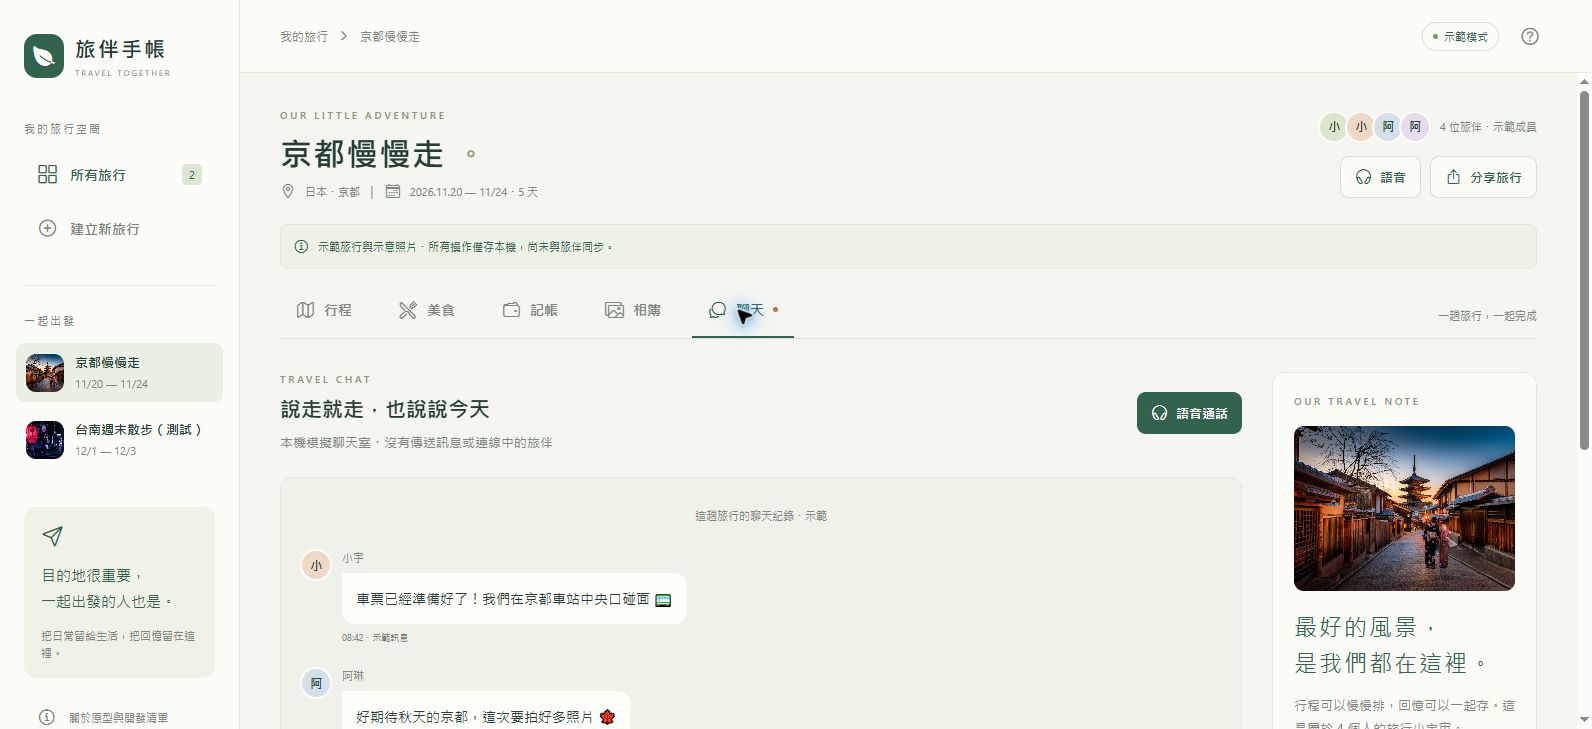 旅伴手帳
TRAVEL TOGETHER
我的旅行空間
所有旅行 2
建立新旅行
一起出發
京都慢慢走
11/20 — 11/24
台南週末散步（測試）
12/1 — 12/3
目的地很重要，
一起出發的人也是。
把日常留給生活，把回憶留在這
裡。
關於原型與開發清單
我的旅行 > 京都慢慢走
示範模式
OUR LITTLE ADVENTURE
京都慢慢走
日本 · 京都 | 2026.11.20 — 11/24 · 5 天
小 小 阿 阿 4 位旅伴 · 示範成員
語音 分享旅行
示範旅行與示意照片 · 所有操作僅存本機，尚未與旅伴同步。
行程 美食 記帳 相簿 聊天
一趟旅行，一起完成
TRAVEL CHAT
說走就走，也說說今天
本機模擬聊天室 · 沒有傳送訊息或連線中的旅伴
語音通話
這趟旅行的聊天紀錄 · 示範
小 小宇
車票已經準備好了！我們在京都車站中央口碰面 🚃
08:42 · 示範訊息
阿 阿琳
好期待秋天的京都，這次要拍好多照片 🍁
OUR TRAVEL NOTE
最好的風景，
是我們都在這裡。
行程可以慢慢排，回憶可以一起存。這
是屬於 4 個人的旅行小宇宙。